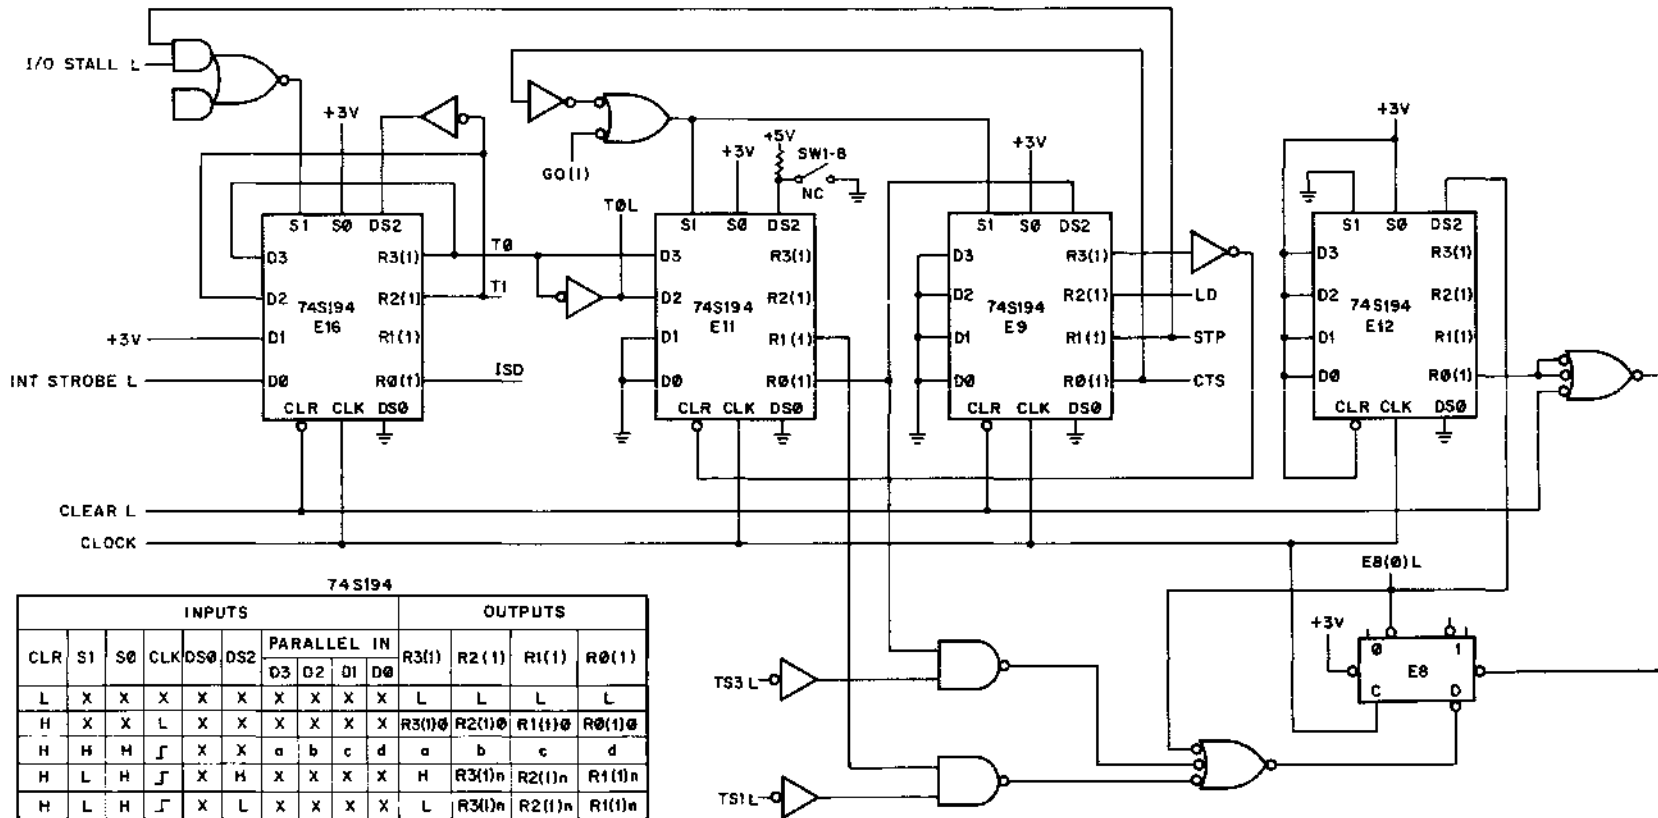 I/O STALL L
+3V
S1 S0 DS2
D3 R3(1)
D2 R2(1)
74S194
E16
D1 R1(1)
D0 R0(1)
CLR CLK DS0
+3V
INT STROBE L
T0
T1
ISD
GO(1)
T0L
+3V
+5V
SW1-8
NC
S1 S0 DS2
D3 R3(1)
D2 R2(1)
74S194
E11
D1 R1(1)
D0 R0(1)
CLR CLK DS0
+3V
S1 S0 DS2
D3 R3(1)
D2 R2(1)
74S194
E9
D1 R1(1)
D0 R0(1)
CLR CLK DS0
LD
STP
CTS
+3V
S1 S0 DS2
D3 R3(1)
D2 R2(1)
74S194
E12
D1 R1(1)
D0 R0(1)
CLR CLK DS0
CLEAR L
CLOCK
E8(0) L
+3V
0 1
E8
C D
TS3 L
TS1 L
74S194
INPUTS OUTPUTS
CLR S1 S0 CLK DS0 DS2 PARALLEL IN R3(1) R2(1) R1(1) R0(1)
D3 D2 D1 D0
L X X X X X X X X X L L L L
H X X L X X X X X X R3(1)0 R2(1)0 R1(1)0 R0(1)0
H H H X X a b c d a b c d
H L H X H X X X X H R3(1)n R2(1)n R1(1)n
H L H X L X X X X L R3(1)n R2(1)n R1(1)n